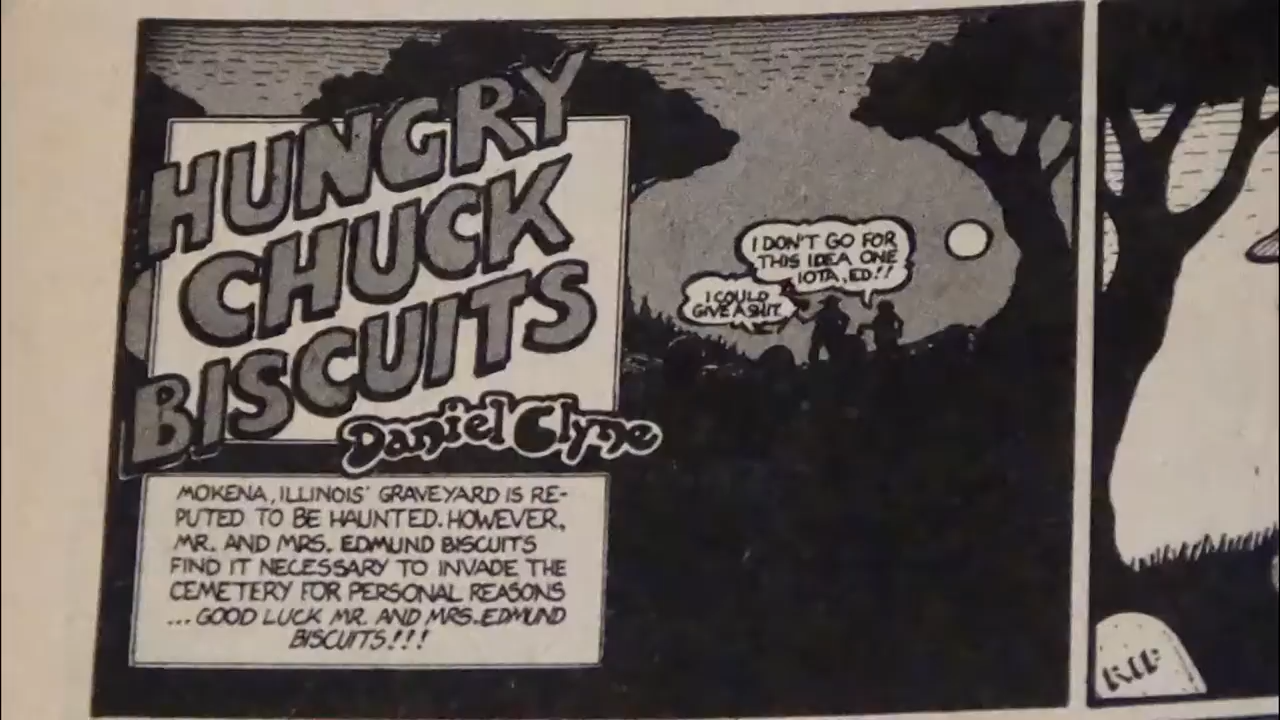 HUNGRY
CHUCK
BISCUITS
Daniel Clyne
MOKENA, ILLINOIS' GRAVEYARD IS RE-
PUTED TO BE HAUNTED. HOWEVER,
MR. AND MRS. EDMUND BISCUITS
FIND IT NECESSARY TO INVADE THE
CEMETERY FOR PERSONAL REASONS
... GOOD LUCK MR. AND MRS. EDMUND
BISCUITS!!!
I DON'T GO FOR
THIS IDEA ONE
IOTA, ED!!
I COULD
GIVE A SHIT.
R.I.P